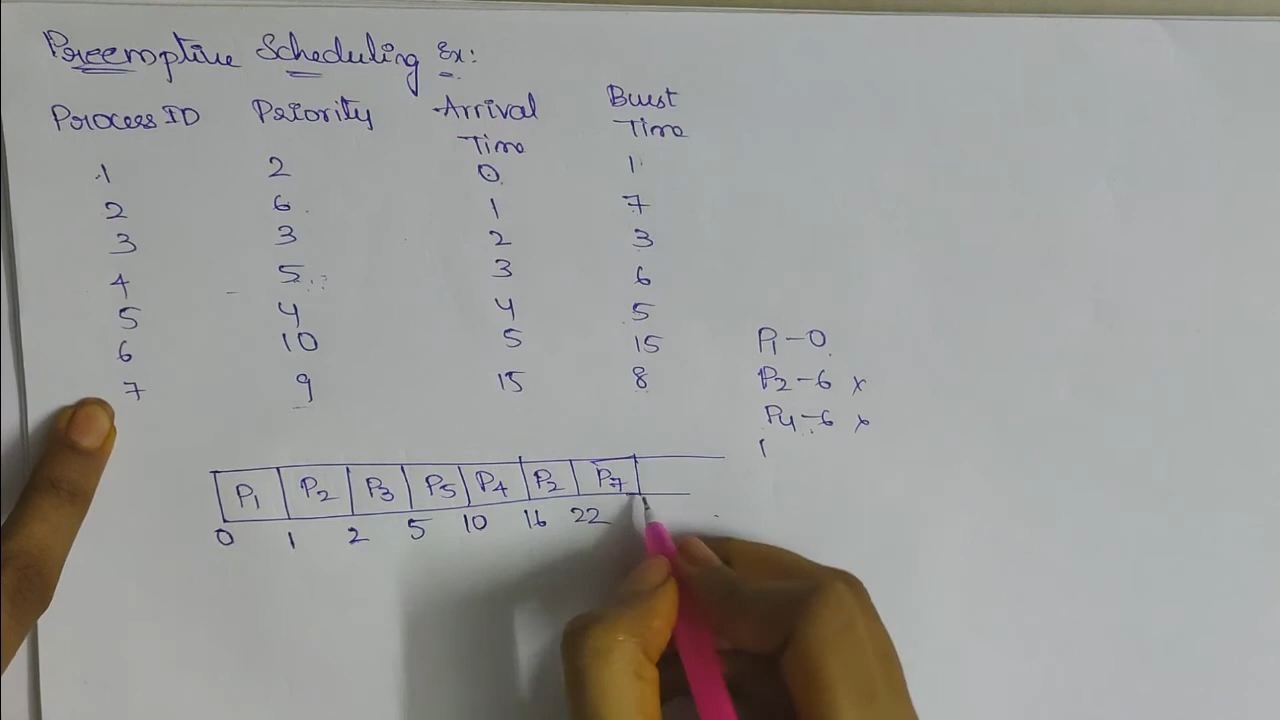 Preemptive Scheduling Ex:
Process ID Priority Arrival Time Burst Time
1 2 0 1
2 6 1 7
3 3 2 3
4 5 3 6
5 4 4 5
6 10 5 15
7 9 15 8
P1-0
P2-6 x
P4-6 x
P1 P2 P3 P5 P4 P2 P7
0 1 2 5 10 16 22